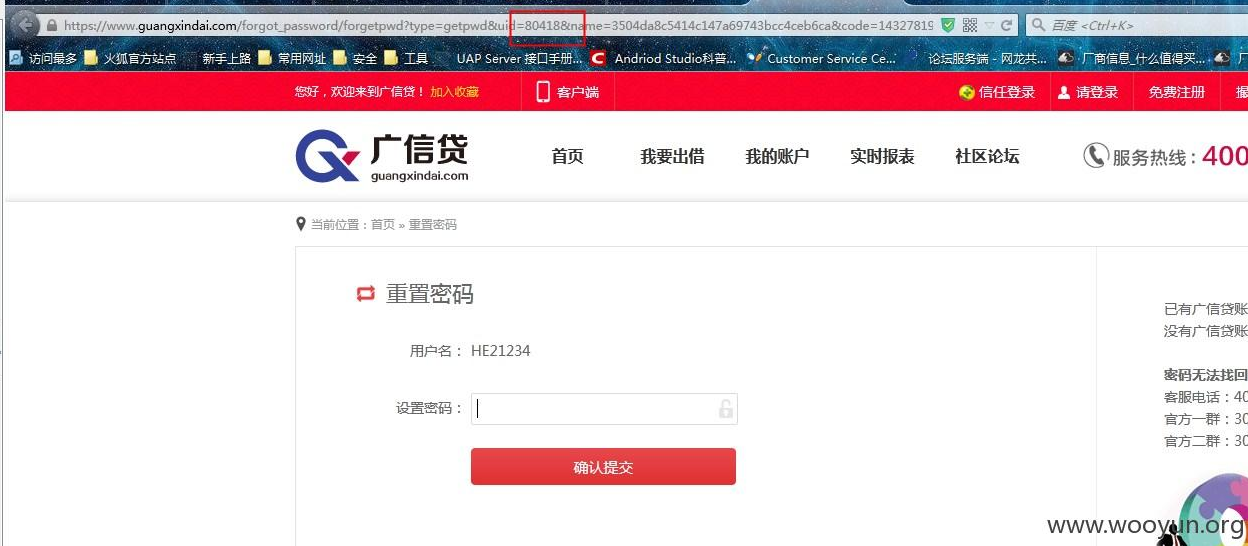 https://www.guangxindai.com/forgot_password/forgetpwd?type=getpwd&uid=80418&name=3504da8c5414c147a69743bcc4ceb6ca&code=14327819
百度 <Ctrl+K>
访问最多 火狐官方站点 新手上路 常用网址 安全 工具 UAP Server 接口手册... Andriod Studio科普... Customer Service Ce... 论坛服务端 - 网龙共... 厂商信息_什么值得买... 厂
您好，欢迎来到广信贷！ 加入收藏 客户端 信任登录 请登录 免费注册
广信贷
guangxindai.com
首页 我要出借 我的账户 实时报表 社区论坛 服务热线：400
当前位置：首页 » 重置密码
重置密码
用户名： HE21234
设置密码：
确认提交
已有广信贷账
没有广信贷账
密码无法找回
客服电话：40
官方一群：30
官方二群：30
www.wooyun.org